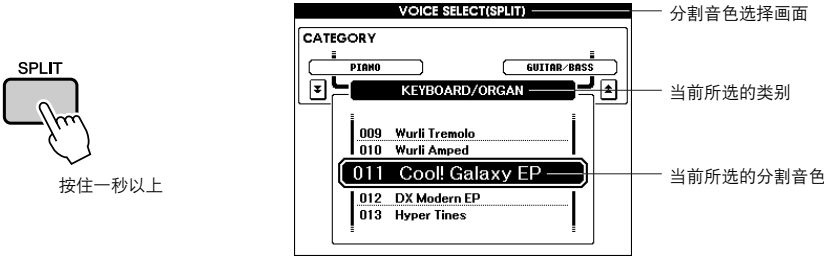 SPLIT
按住一秒以上
VOICE SELECT(SPLIT)
分割音色选择画面
CATEGORY
PIANO
GUITAR/BASS
KEYBOARD/ORGAN
当前所选的类别
009 Wurli Tremolo
010 Wurli Amped
011 Cool! Galaxy EP
当前所选的分割音色
012 DX Modern EP
013 Hyper Tines